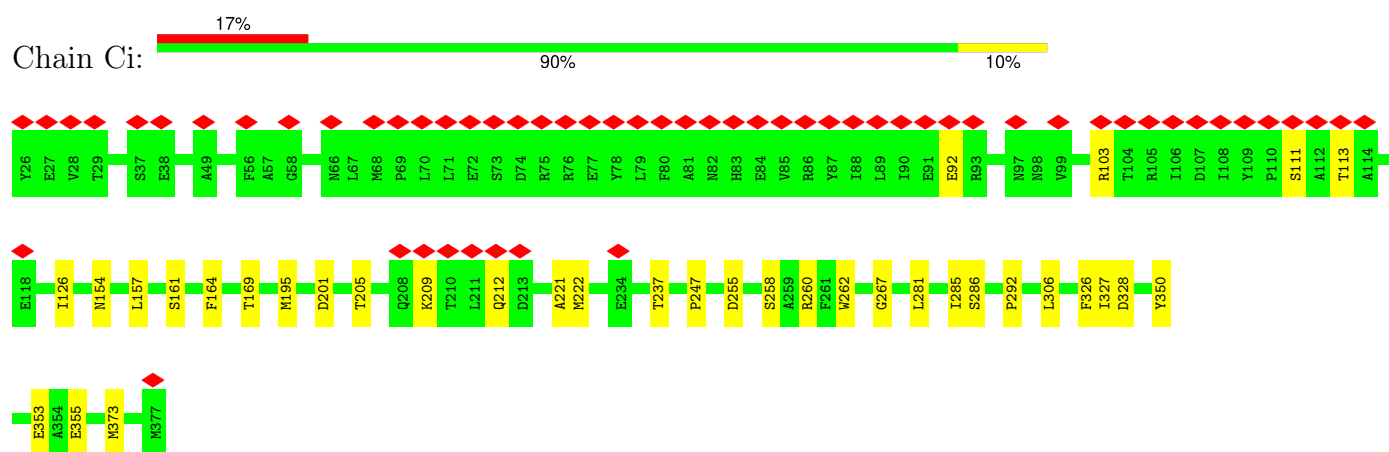 17%
Chain Ci:
90% 10%
Y26 E27 V28 T29 S37 E38 A49 F56 A57 G58 N66 L67 M68 P69 L70 L71 E72 S73 D74 R75 R76 E77 Y78 L79 F80 A81 N82 H83 E84 V85 R86 Y87 I88 L89 I90 E91 E92 R93 N97 N98 V99 R103 T104 R105 I106 D107 I108 Y109 P110 S111 A112 T113 A114
E118 I126 N154 L157 S161 F164 T169 M195 D201 T205 Q208 K209 T210 L211 Q212 D213 A221 M222 E234 T237 P247 D255 S258 A259 R260 F261 W262 G267 L281 I285 S286 P292 L306 F326 I327 D328 Y350
E353 A354 E355 M373 M377